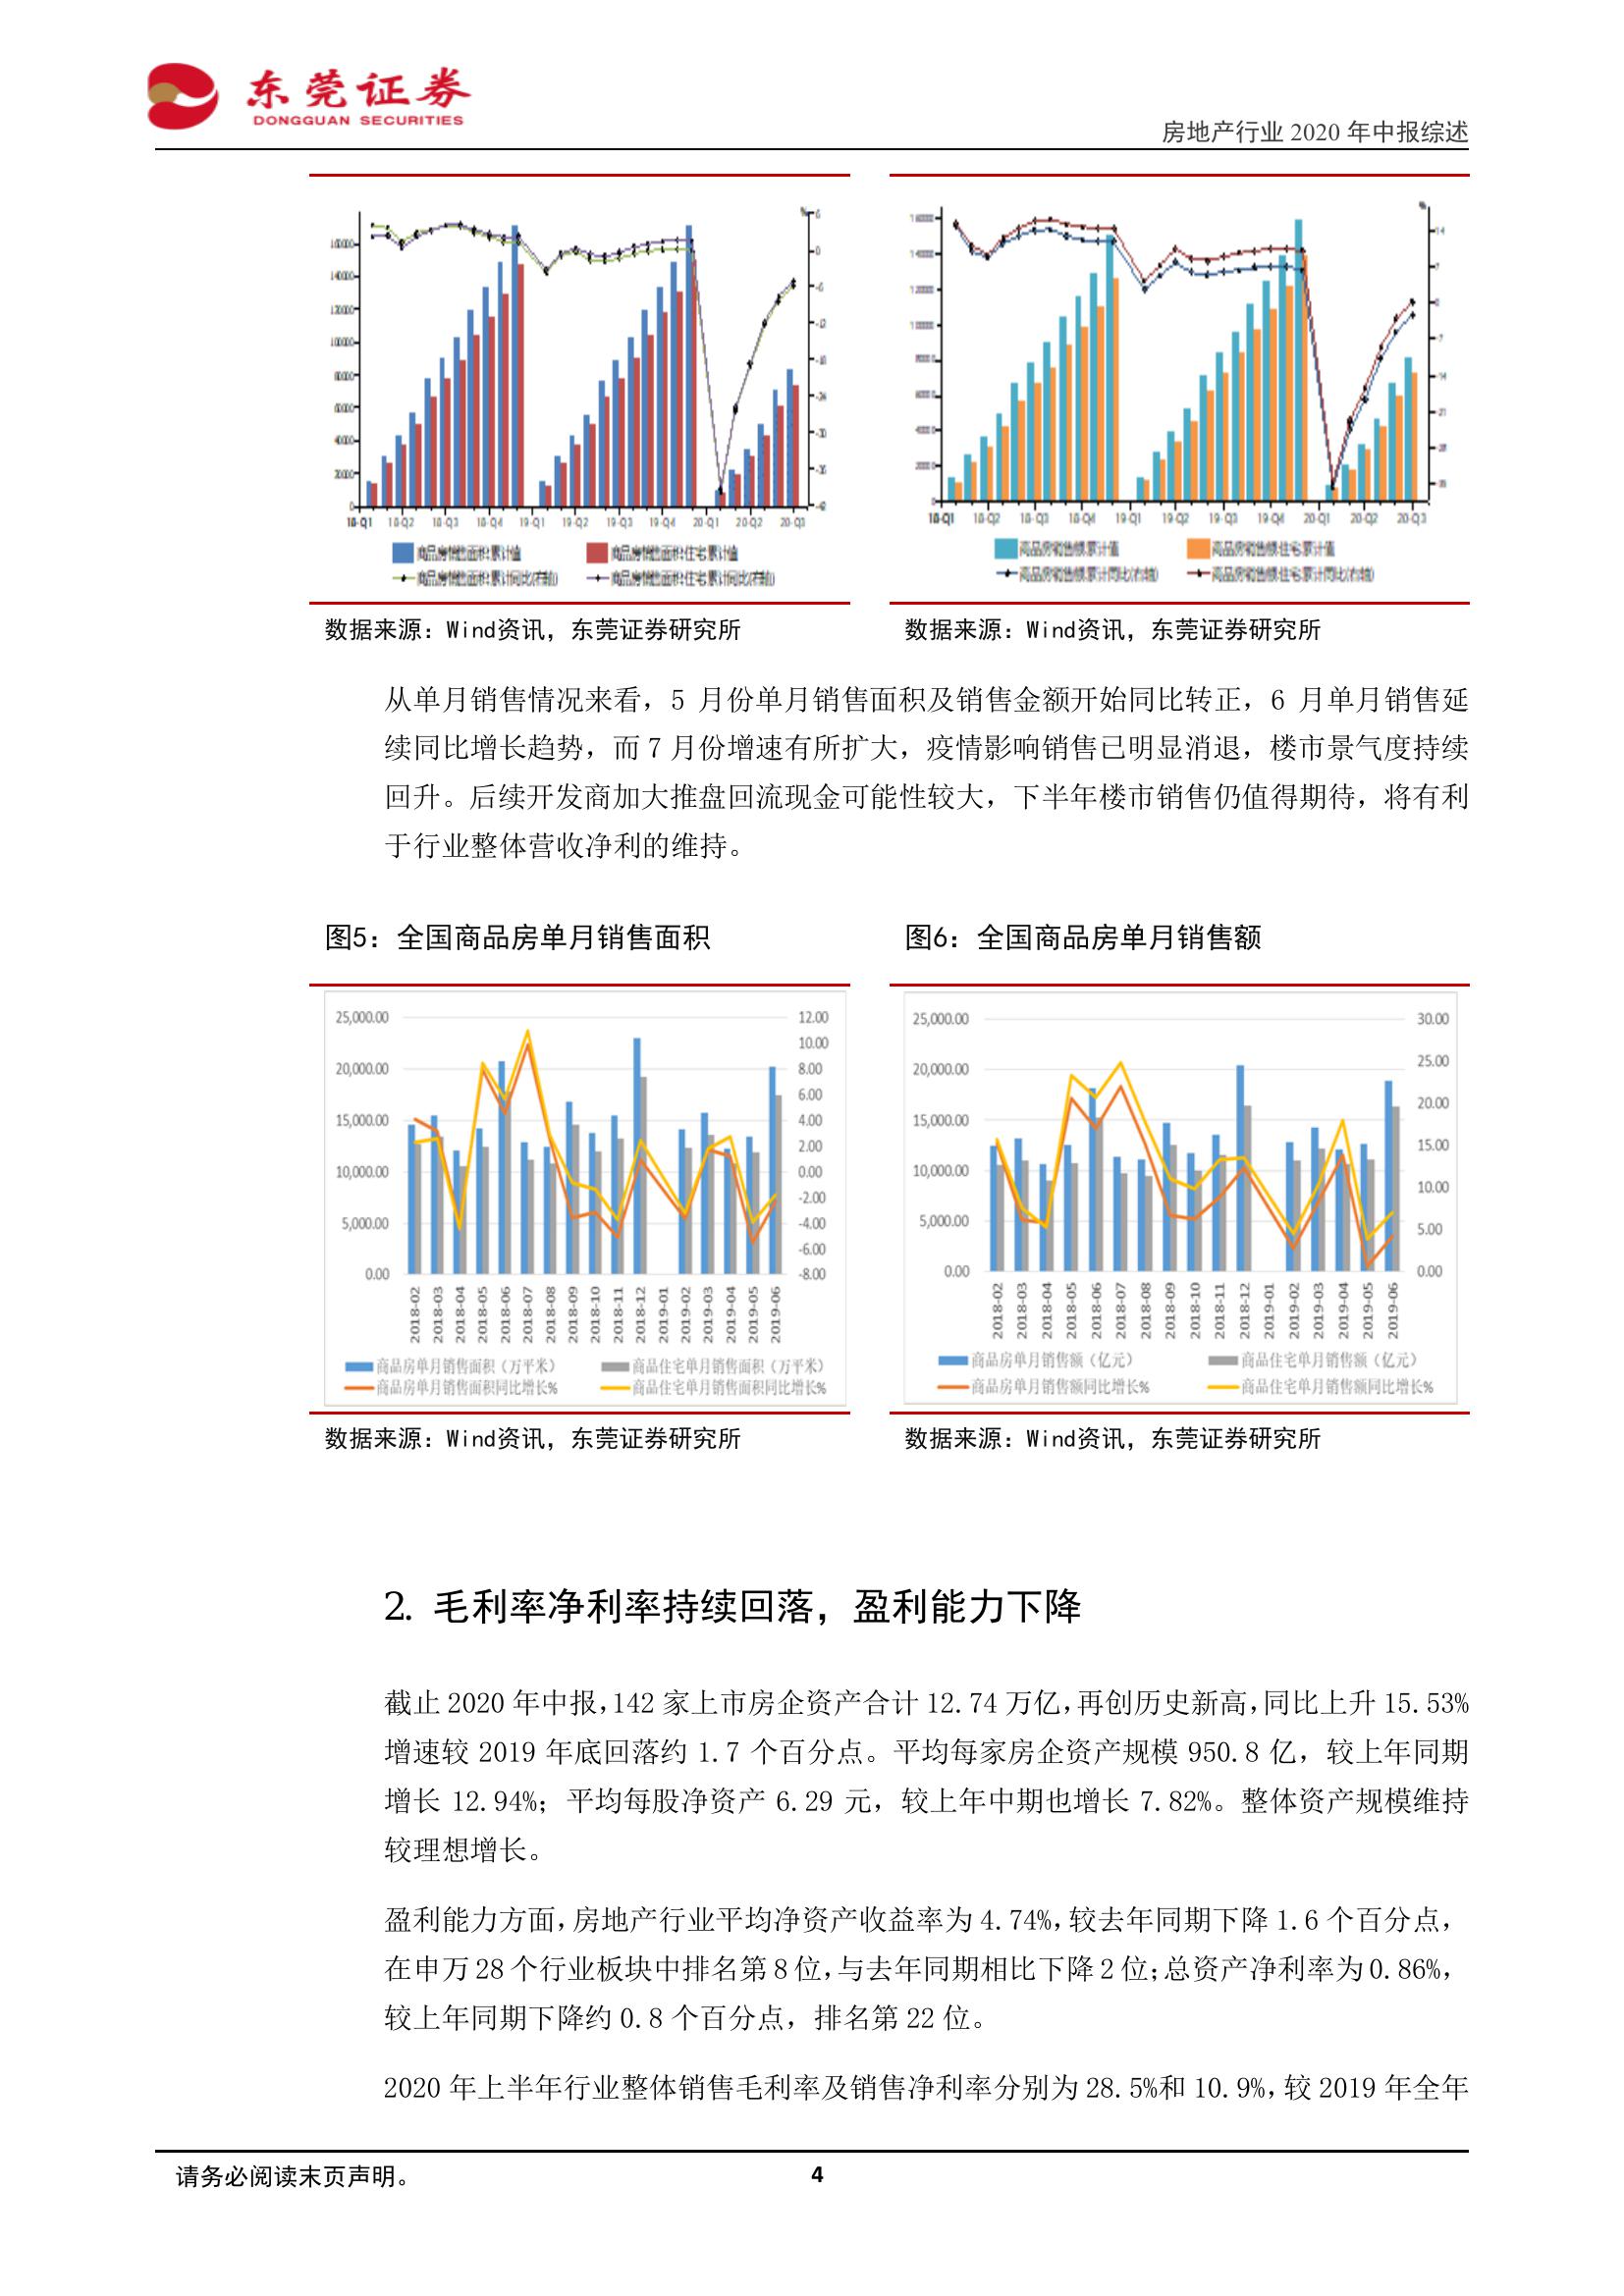 东莞证券
DONGGUAN SECURITIES
房地产行业 2020 年中报综述
18-Q1 18-Q2 18-Q3 18-Q4 19-Q1 19-Q2 19-Q3 19-Q4 20-Q1 20-Q2 20-Q3
商品房销售面积:累计值 商品房销售面积:住宅:累计值
商品房销售面积:累计同比(右轴) 商品房销售面积:住宅:累计同比(右轴)
18-Q1 18-Q2 18-Q3 18-Q4 19-Q1 19-Q2 19-Q3 19-Q4 20-Q1 20-Q2 20-Q3
商品房销售额:累计值 商品房销售额:住宅:累计值
商品房销售额:累计同比(右轴) 商品房销售额:住宅:累计同比(右轴)
数据来源：Wind资讯，东莞证券研究所
数据来源：Wind资讯，东莞证券研究所
从单月销售情况来看，5 月份单月销售面积及销售金额开始同比转正，6 月单月销售延
续同比增长趋势，而 7 月份增速有所扩大，疫情影响销售已明显消退，楼市景气度持续
回升。后续开发商加大推盘回流现金可能性较大，下半年楼市销售仍值得期待，将有利
于行业整体营收净利的维持。
图5：全国商品房单月销售面积
图6：全国商品房单月销售额
25,000.00 12.00
10.00
20,000.00 8.00
6.00
15,000.00 4.00
2.00
10,000.00 0.00
-2.00
5,000.00 -4.00
-6.00
0.00 -8.00
2018-02 2018-03 2018-04 2018-05 2018-06 2018-07 2018-08 2018-09 2018-10 2018-11 2018-12 2019-01 2019-02 2019-03 2019-04 2019-05 2019-06
商品房单月销售面积（万平米） 商品住宅单月销售面积（万平米）
商品房单月销售面积同比增长% 商品住宅单月销售面积同比增长%
25,000.00 30.00
25.00
20,000.00
20.00
15,000.00
15.00
10,000.00
10.00
5,000.00
5.00
0.00 0.00
2018-02 2018-03 2018-04 2018-05 2018-06 2018-07 2018-08 2018-09 2018-10 2018-11 2018-12 2019-01 2019-02 2019-03 2019-04 2019-05 2019-06
商品房单月销售额（亿元） 商品住宅单月销售额（亿元）
商品房单月销售额同比增长% 商品住宅单月销售额同比增长%
数据来源：Wind资讯，东莞证券研究所
数据来源：Wind资讯，东莞证券研究所
2. 毛利率净利率持续回落，盈利能力下降
截止 2020 年中报，142 家上市房企资产合计 12.74 万亿，再创历史新高，同比上升 15.53%
增速较 2019 年底回落约 1.7 个百分点。平均每家房企资产规模 950.8 亿，较上年同期
增长 12.94%；平均每股净资产 6.29 元，较上年中期也增长 7.82%。整体资产规模维持
较理想增长。
盈利能力方面，房地产行业平均净资产收益率为 4.74%，较去年同期下降 1.6 个百分点，
在申万 28 个行业板块中排名第 8 位，与去年同期相比下降 2 位；总资产净利率为 0.86%，
较上年同期下降约 0.8 个百分点，排名第 22 位。
2020 年上半年行业整体销售毛利率及销售净利率分别为 28.5%和 10.9%，较 2019 年全年
请务必阅读末页声明。
4